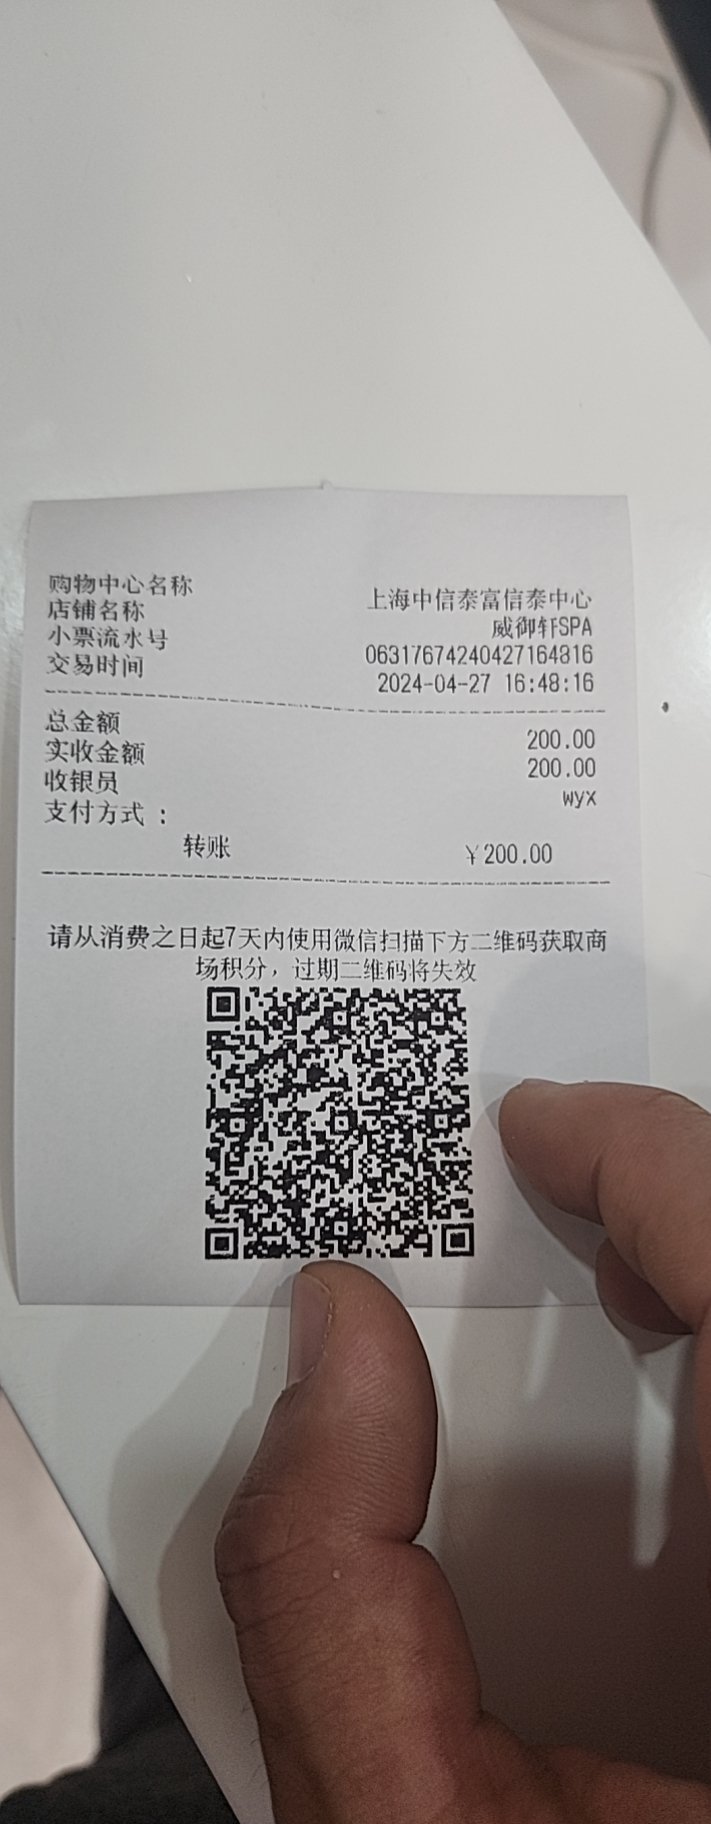 购物中心名称 上海中信泰富信泰中心
店铺名称 威御轩SPA
小票流水号 06317674240427164816
交易时间 2024-04-27 16:48:16
总金额 200.00
实收金额 200.00
收银员 wyx
支付方式 :
转账 ￥200.00
请从消费之日起7天内使用微信扫描下方二维码获取商
场积分，过期二维码将失效